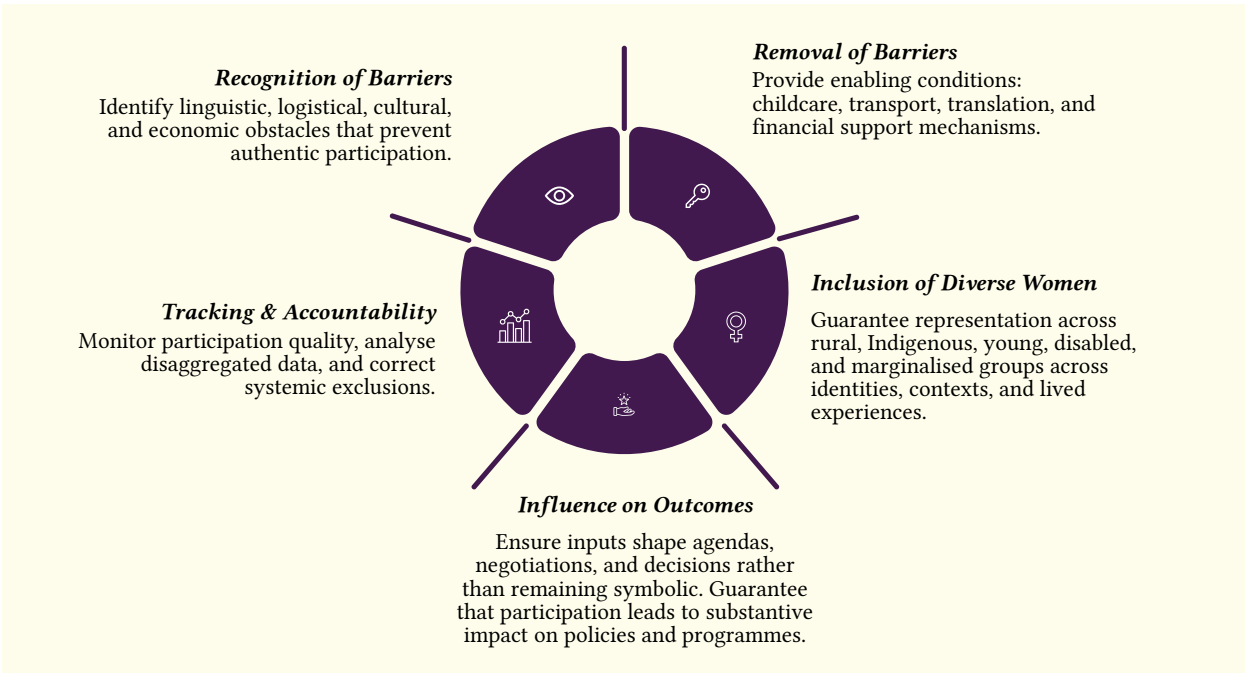 Recognition of Barriers
Identify linguistic, logistical, cultural,
and economic obstacles that prevent
authentic participation.
Removal of Barriers
Provide enabling conditions:
childcare, transport, translation, and
financial support mechanisms.
Inclusion of Diverse Women
Guarantee representation across
rural, Indigenous, young, disabled,
and marginalised groups across
identities, contexts, and lived
experiences.
Influence on Outcomes
Ensure inputs shape agendas,
negotiations, and decisions rather
than remaining symbolic. Guarantee
that participation leads to substantive
impact on policies and programmes.
Tracking & Accountability
Monitor participation quality, analyse
disaggregated data, and correct
systemic exclusions.